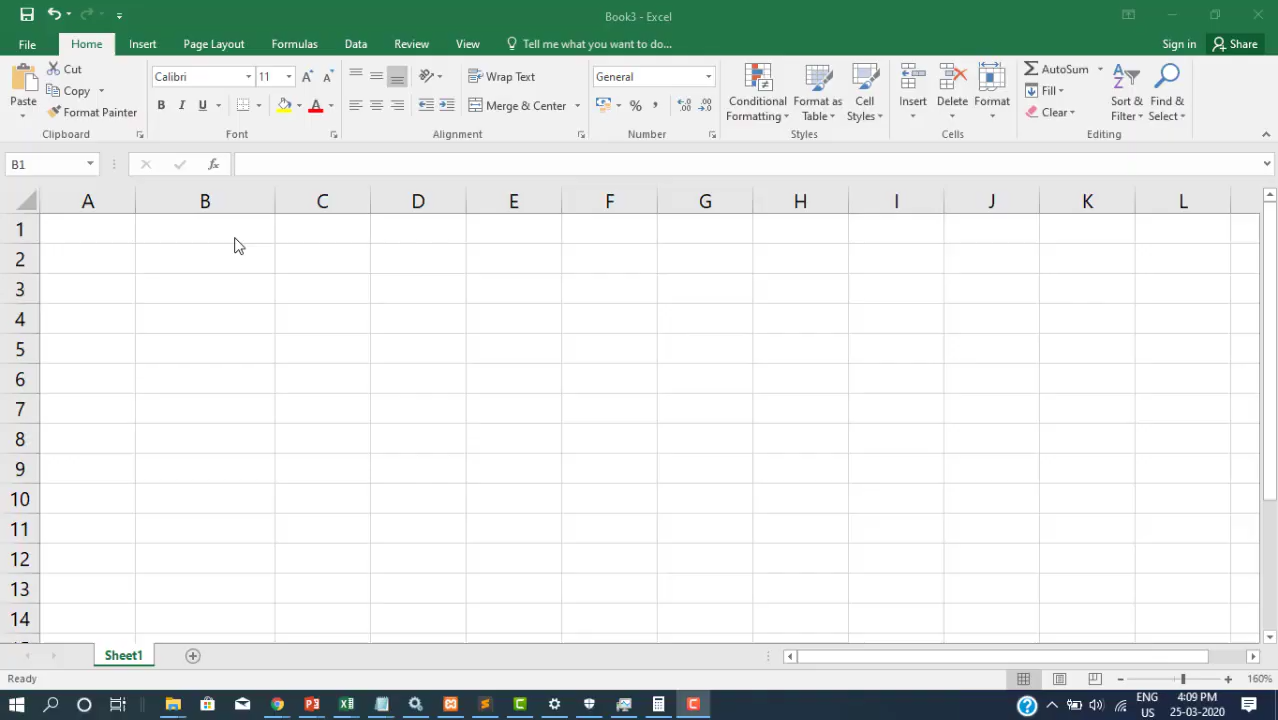 Book3 - Excel
File Home Insert Page Layout Formulas Data Review View Tell me what you want to do... Sign in Share
Paste
Cut
Copy
Format Painter
Clipboard
Calibri 11
B I U
Font
Wrap Text
Merge & Center
Alignment
General
%
Number
Conditional Formatting
Format as Table
Cell Styles
Styles
Insert
Delete
Format
Cells
AutoSum
Fill
Clear
Sort & Filter
Find & Select
Editing
B1 fx
A B C D E F G H I J K L
1
2
3
4
5
6
7
8
9
10
11
12
13
14
Sheet1
Ready 160%
ENG
US
4:09 PM
25-03-2020